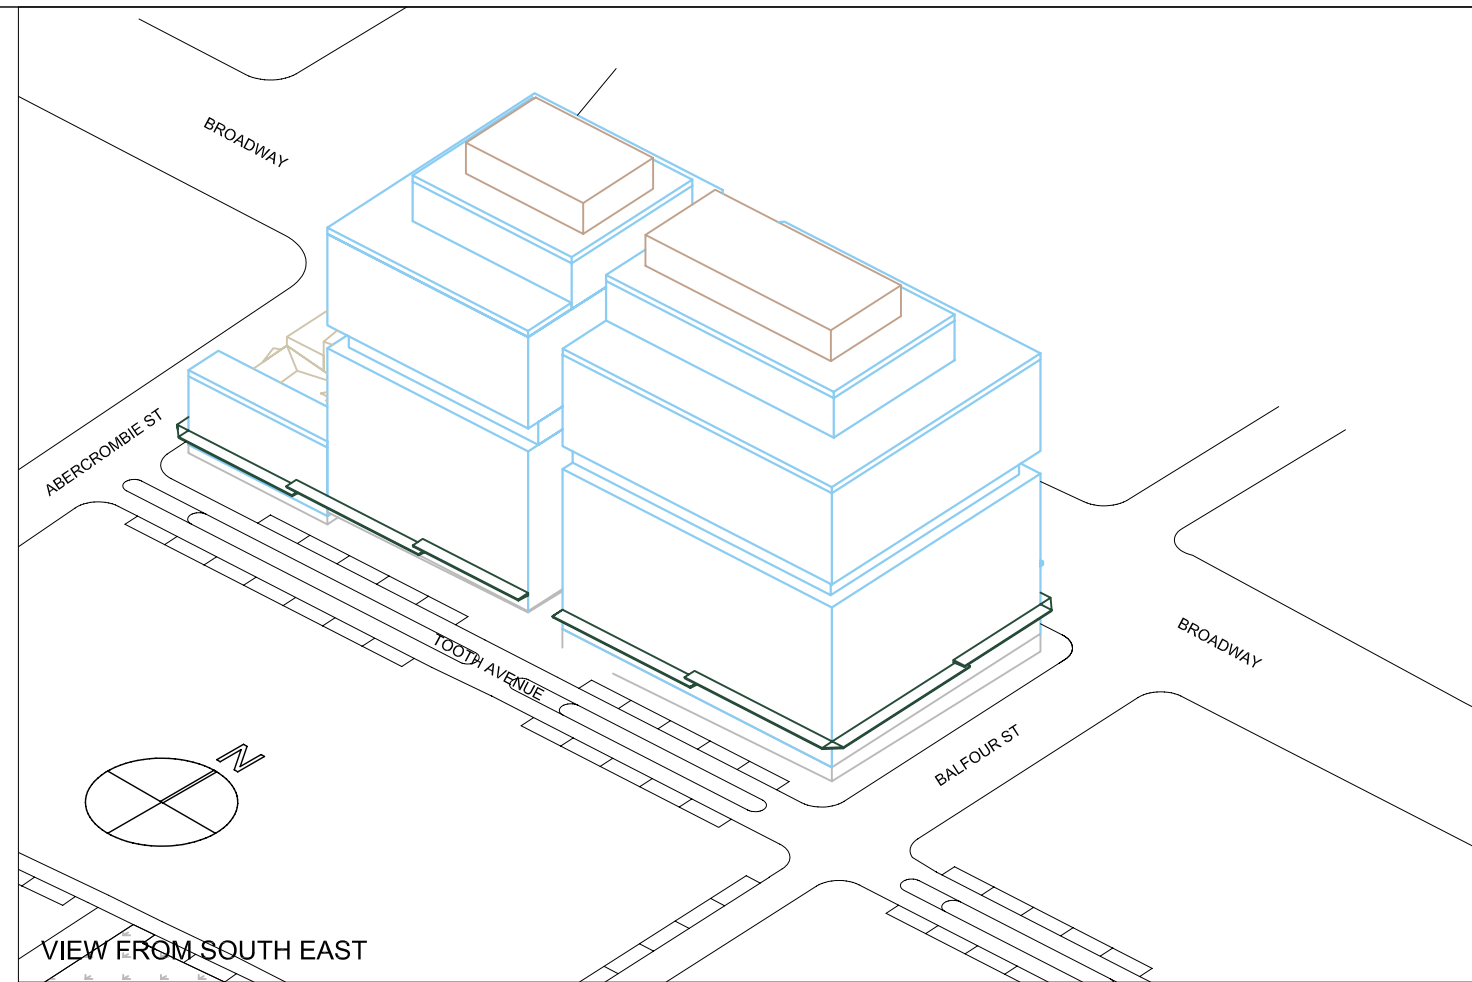 BROADWAY
ABERCROMBIE ST
TOOTH AVENUE
BROADWAY
BALFOUR ST
N
VIEW FROM SOUTH EAST